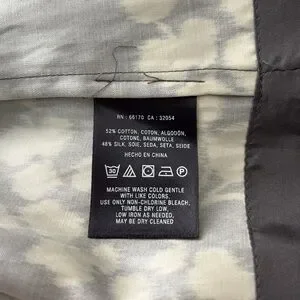 RN : 66170 CA : 32054
52% COTTON, COTON, ALGODÓN,
COTONE, BAUMWOLLE
48% SILK, SOIE, SEDA, SETA, SEIDE
HECHO EN CHINA
30
MACHINE WASH COLD GENTLE
WITH LIKE COLORS.
USE ONLY NON-CHLORINE BLEACH,
TUMBLE DRY LOW,
LOW IRON AS NEEDED,
MAY BE DRY CLEANED